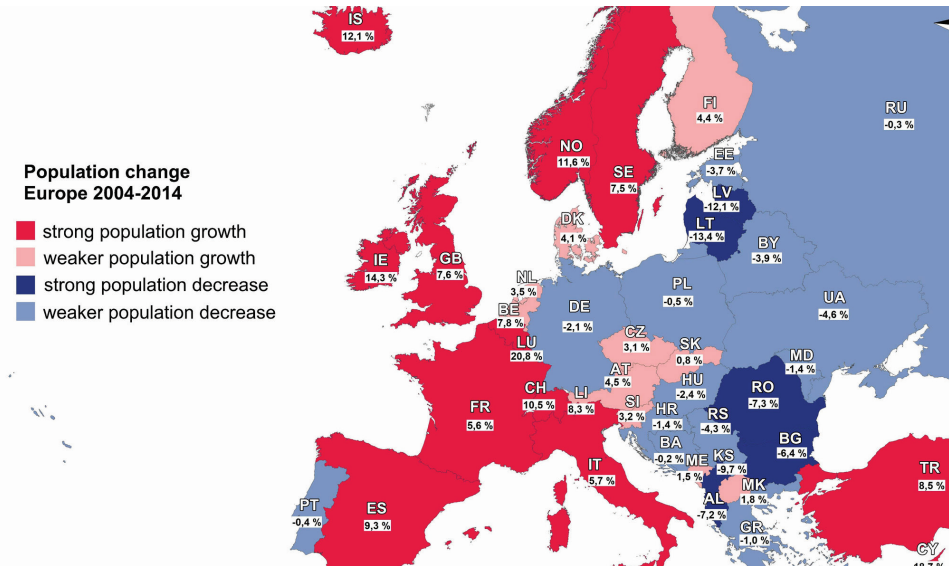 IS
12,1 %
FI
4,4 %
RU
-0,3 %
NO
11,6 %
SE
7,5 %
EE
-3,7 %
Population change
Europe 2004-2014
strong population growth
weaker population growth
strong population decrease
weaker population decrease
LV
-12,1 %
LT
-13,4 %
DK
4,1 %
BY
-3,9 %
IE
14,3 %
GB
7,6 %
NL
3,5 %
BE
7,8 %
DE
-2,1 %
PL
-0,5 %
UA
-4,6 %
LU
20,8 %
CZ
3,1 %
SK
0,8 %
MD
-1,4 %
AT
4,5 %
HU
-2,4 %
RO
-7,3 %
CH
10,5 %
LI
8,3 %
SI
3,2 %
HR
-1,4 %
RS
-4,3 %
FR
5,6 %
BA
-0,2 %
BG
-6,4 %
IT
5,7 %
ME
1,5 %
KS
-9,7 %
TR
8,5 %
MK
1,8 %
AL
-7,2 %
PT
-0,4 %
ES
9,3 %
GR
-1,0 %
CY